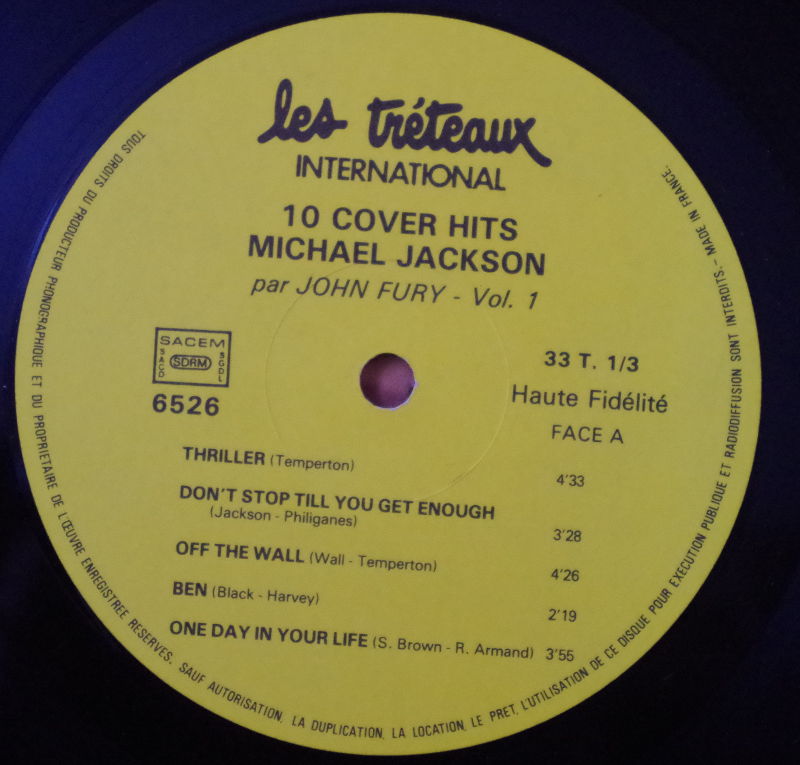 les tréteaux
INTERNATIONAL
10 COVER HITS
MICHAEL JACKSON
par JOHN FURY - Vol. 1
SACEM
SACD
SDRM
SGDL
6526
33 T. 1/3
Haute Fidélité
FACE A
THRILLER (Temperton) 4'33
DON'T STOP TILL YOU GET ENOUGH
(Jackson - Philiganes) 3'28
OFF THE WALL (Wall - Temperton) 4'26
BEN (Black - Harvey) 2'19
ONE DAY IN YOUR LIFE (S. Brown - R. Armand) 3'55
TOUS DROITS DU PRODUCTEUR PHONOGRAPHIQUE ET DU PROPRIETAIRE DE L'ŒUVRE ENREGISTREE RESERVES. SAUF AUTORISATION, LA DUPLICATION, LA LOCATION, LE PRET, L'UTILISATION DE CE DISQUE POUR EXECUTION PUBLIQUE ET RADIODIFFUSION SONT INTERDITS. - MADE IN FRANCE.